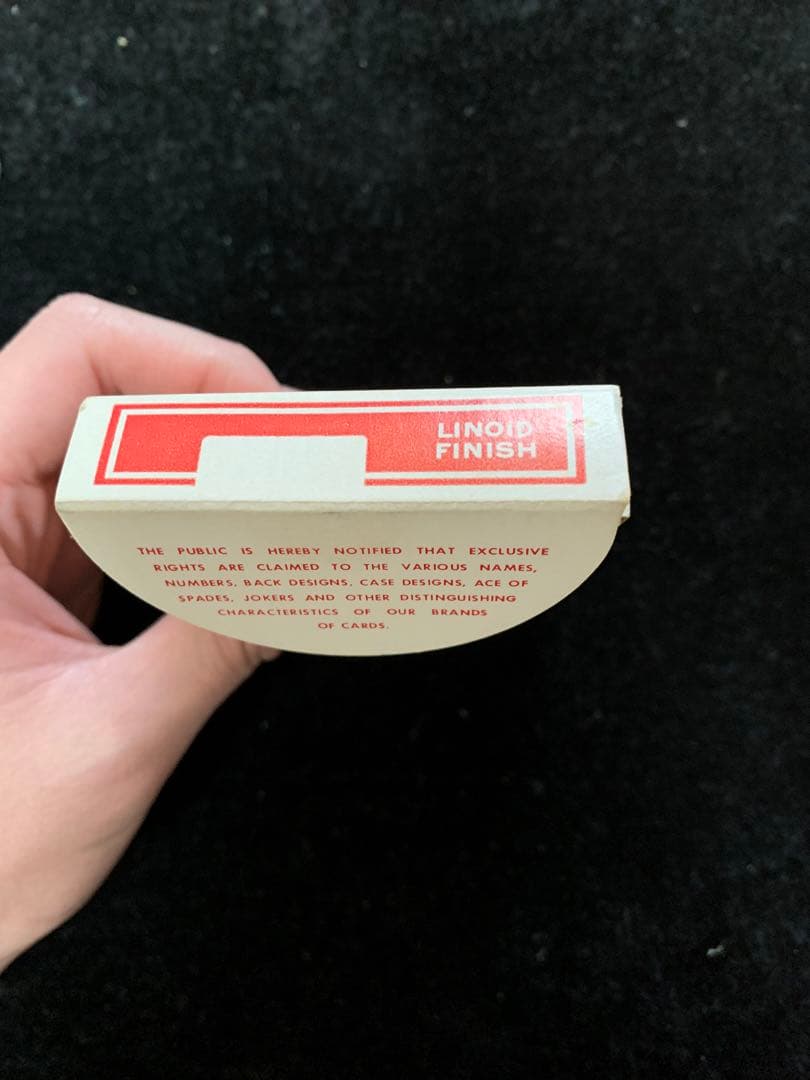 LINOID
FINISH
THE PUBLIC IS HEREBY NOTIFIED THAT EXCLUSIVE
RIGHTS ARE CLAIMED TO THE VARIOUS NAMES,
NUMBERS, BACK DESIGNS, CASE DESIGNS, ACE OF
SPADES, JOKERS AND OTHER DISTINGUISHING
CHARACTERISTICS OF OUR BRANDS
OF CARDS.